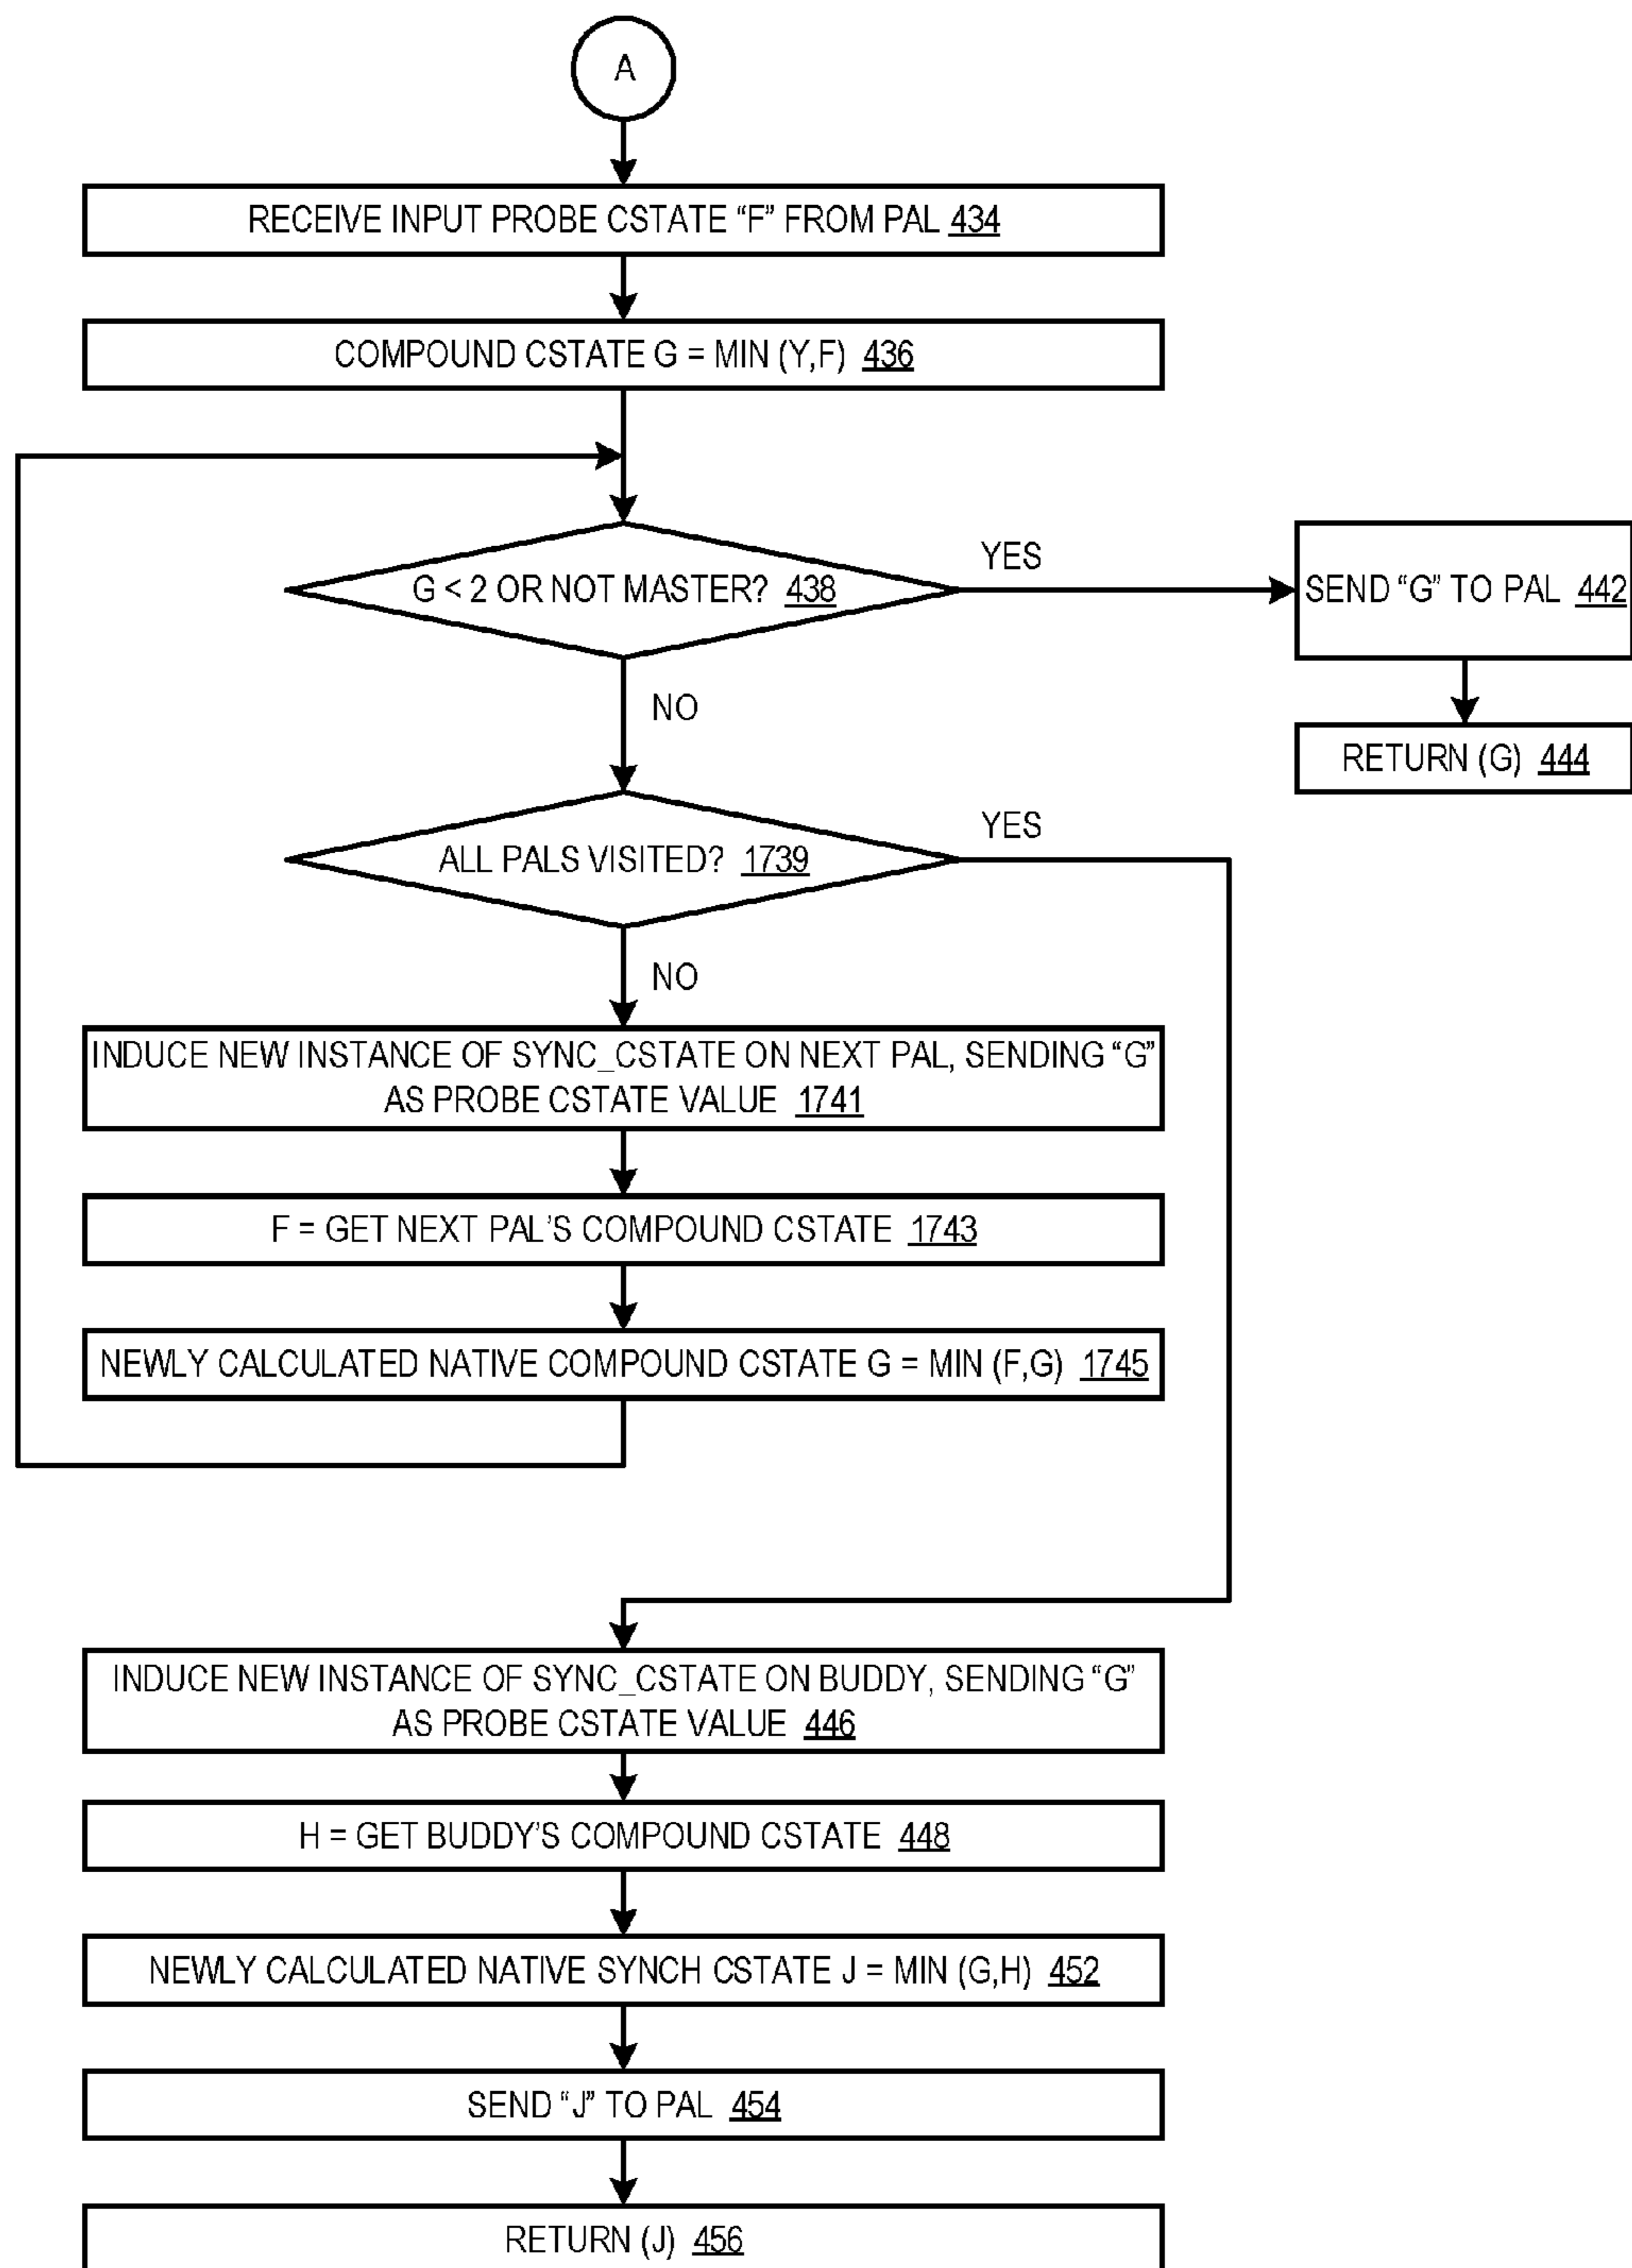 A
RECEIVE INPUT PROBE CSTATE “F” FROM PAL 434
COMPOUND CSTATE G = MIN (Y,F) 436
G < 2 OR NOT MASTER? 438
YES
SEND “G” TO PAL 442
RETURN (G) 444
NO
ALL PALS VISITED? 1739
YES
NO
INDUCE NEW INSTANCE OF SYNC_CSTATE ON NEXT PAL, SENDING “G”
AS PROBE CSTATE VALUE 1741
F = GET NEXT PAL’S COMPOUND CSTATE 1743
NEWLY CALCULATED NATIVE COMPOUND CSTATE G = MIN (F,G) 1745
INDUCE NEW INSTANCE OF SYNC_CSTATE ON BUDDY, SENDING “G”
AS PROBE CSTATE VALUE 446
H = GET BUDDY’S COMPOUND CSTATE 448
NEWLY CALCULATED NATIVE SYNCH CSTATE J = MIN (G,H) 452
SEND “J” TO PAL 454
RETURN (J) 456